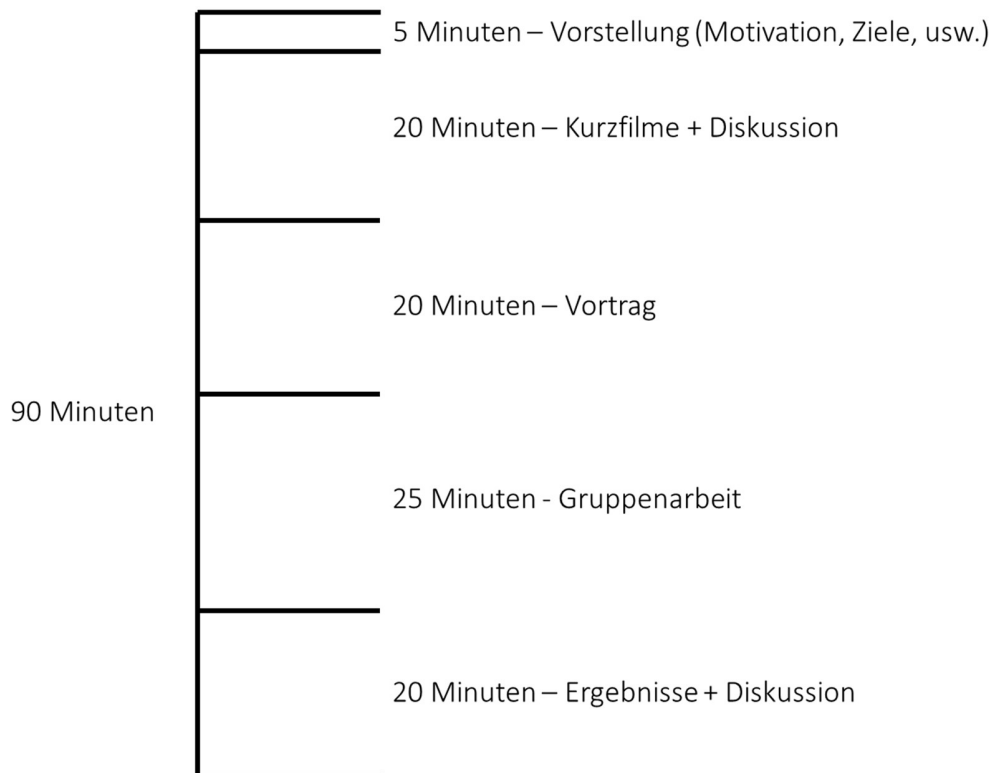 5 Minuten – Vorstellung (Motivation, Ziele, usw.)
20 Minuten – Kurzfilme + Diskussion
20 Minuten – Vortrag
90 Minuten
25 Minuten - Gruppenarbeit
20 Minuten – Ergebnisse + Diskussion